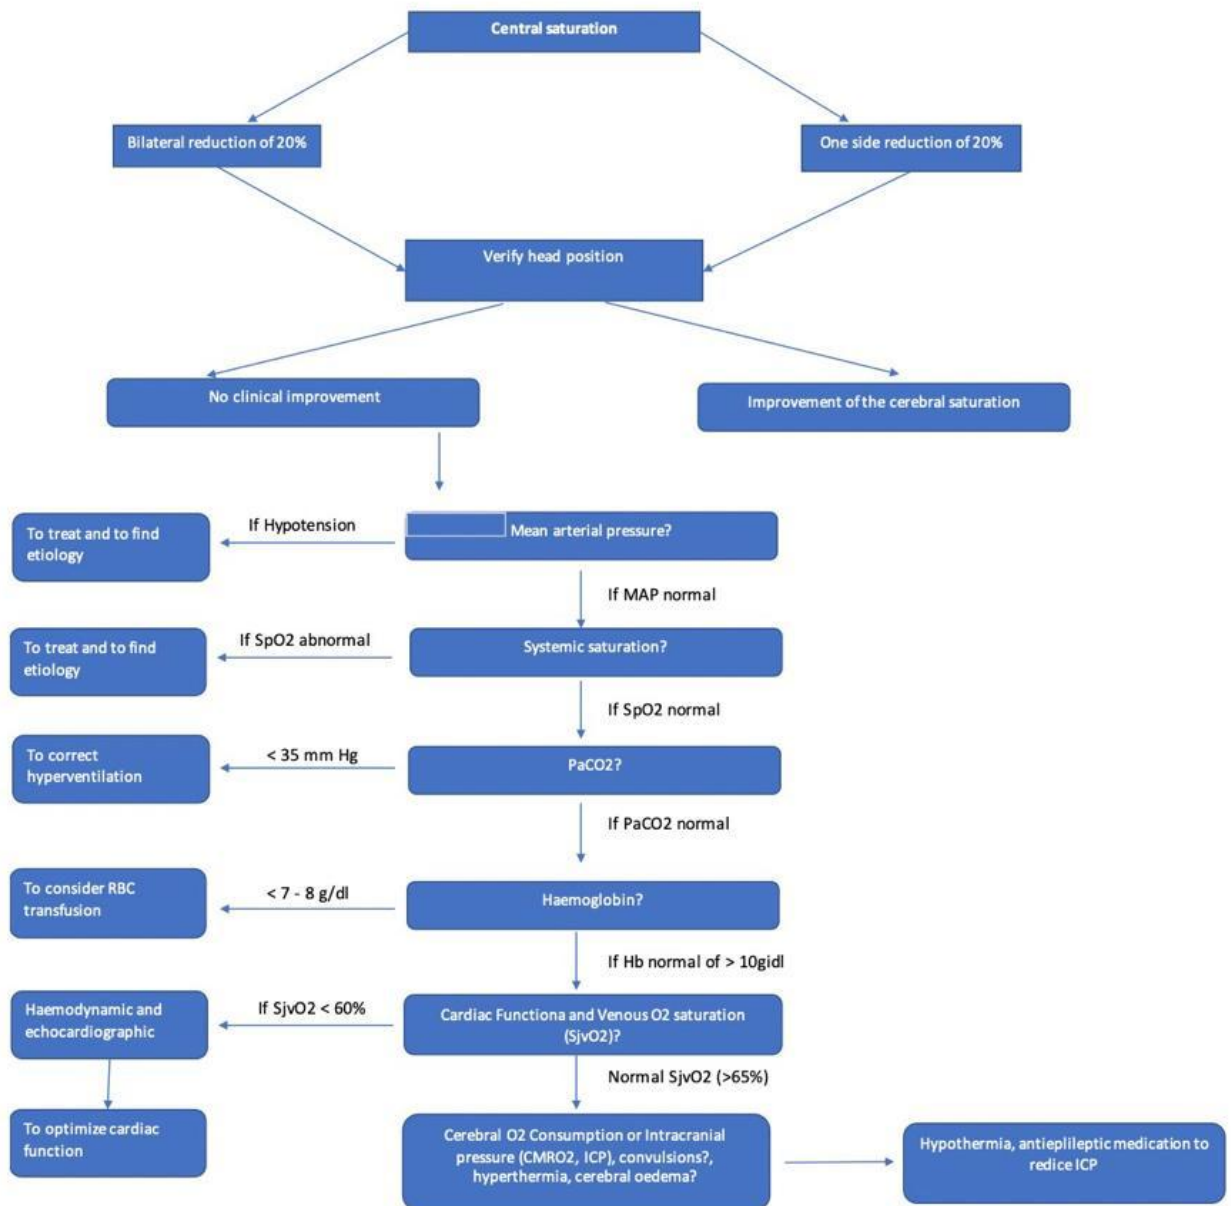 Central saturation
Bilateral reduction of 20%
One side reduction of 20%
Verify head position
No clinical improvement
Improvement of the cerebral saturation
To treat and to find
etiology
If Hypotension
Mean arterial pressure?
If MAP normal
To treat and to find
etiology
If SpO2 abnormal
Systemic saturation?
If SpO2 normal
To correct
hyperventilation
< 35 mm Hg
PaCO2?
If PaCO2 normal
To consider RBC
transfusion
< 7 - 8 g/dl
Haemoglobin?
If Hb normal of > 10gidl
Haemodynamic and
echocardiographic
If SjvO2 < 60%
Cardiac Functiona and Venous O2 saturation
(SjvO2)?
Normal SjvO2 (>65%)
To optimize cardiac
function
Cerebral O2 Consumption or Intracranial
pressure (CMRO2, ICP), convulsions?,
hyperthermia, cerebral oedema?
Hypothermia, antieplileptic medication to
redice ICP